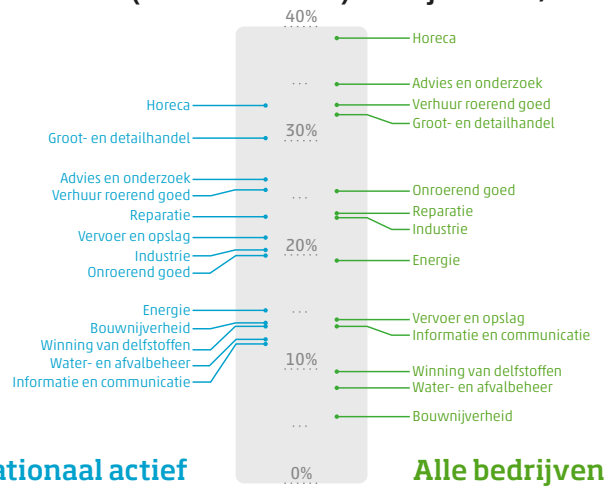 40%
Horeca
Advies en onderzoek
Verhuur roerend goed
Groot- en detailhandel
Onroerend goed
Reparatie
Industrie
Energie
Vervoer en opslag
Informatie en communicatie
Winning van delfstoffen
Water- en afvalbeheer
Bouwnijverheid
Horeca
Groot- en detailhandel
Advies en onderzoek
Verhuur roerend goed
Reparatie
Vervoer en opslag
Industrie
Onroerend goed
Energie
Bouwnijverheid
Winning van delfstoffen
Water- en afvalbeheer
Informatie en communicatie
30%
20%
10%
0%
ationaal actief
Alle bedrijven